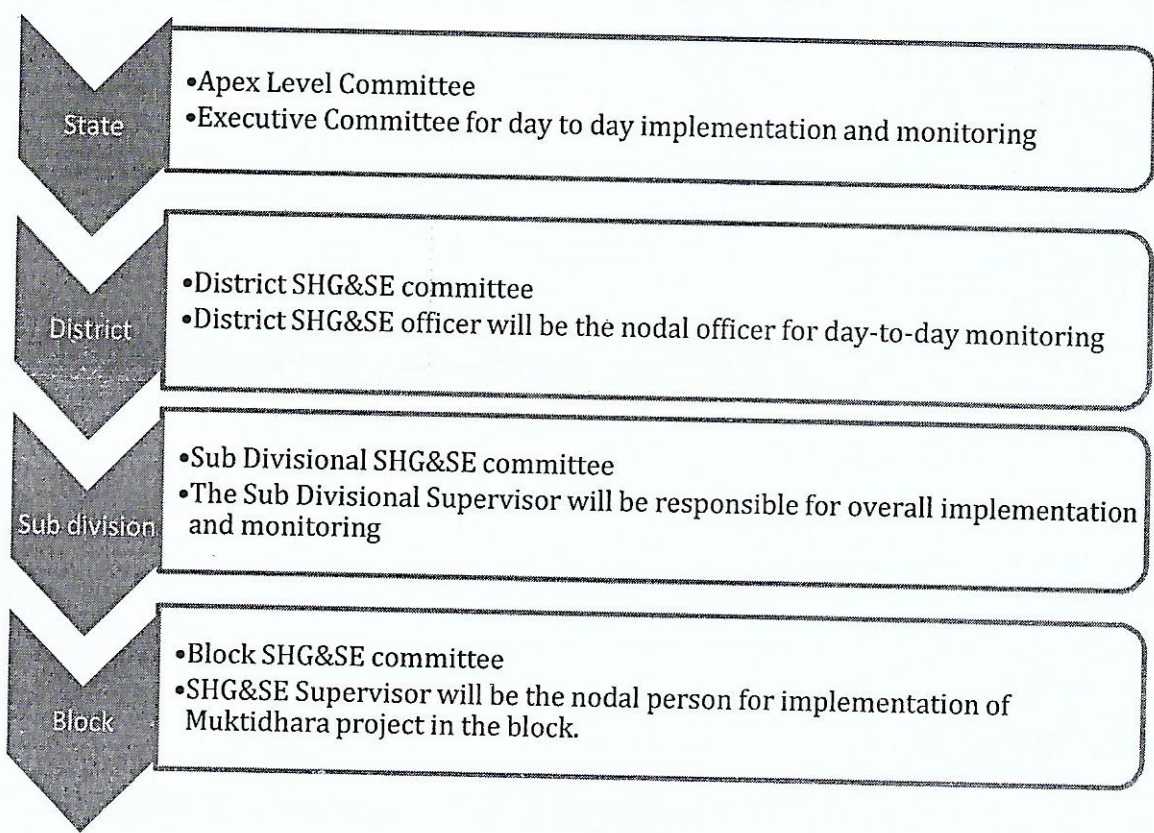 State
•Apex Level Committee
•Executive Committee for day to day implementation and monitoring
District
•District SHG&SE committee
•District SHG&SE officer will be the nodal officer for day-to-day monitoring
Sub division
•Sub Divisional SHG&SE committee
•The Sub Divisional Supervisor will be responsible for overall implementation
and monitoring
Block
•Block SHG&SE committee
•SHG&SE Supervisor will be the nodal person for implementation of
Muktidhara project in the block.